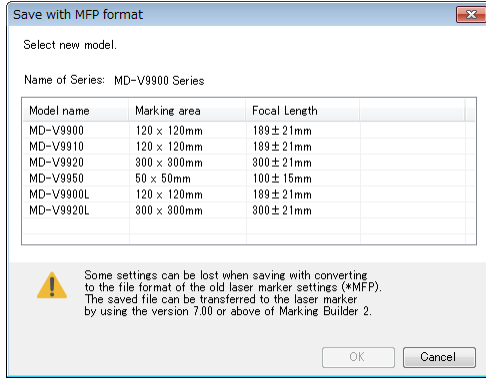 Save with MFP format
Select new model.
Name of Series: MD-V9900 Series
Model name Marking area Focal Length
MD-V9900 120 × 120mm 189± 21mm
MD-V9910 120 × 120mm 189± 21mm
MD-V9920 300 × 300mm 300± 21mm
MD-V9950 50 × 50mm 100± 15mm
MD-V9900L 120 × 120mm 189± 21mm
MD-V9920L 300 × 300mm 300± 21mm
Some settings can be lost when saving with converting
to the file format of the old laser marker settings (*MFP).
The saved file can be transferred to the laser marker
by using the version 7.00 or above of Marking Builder 2.
OK Cancel